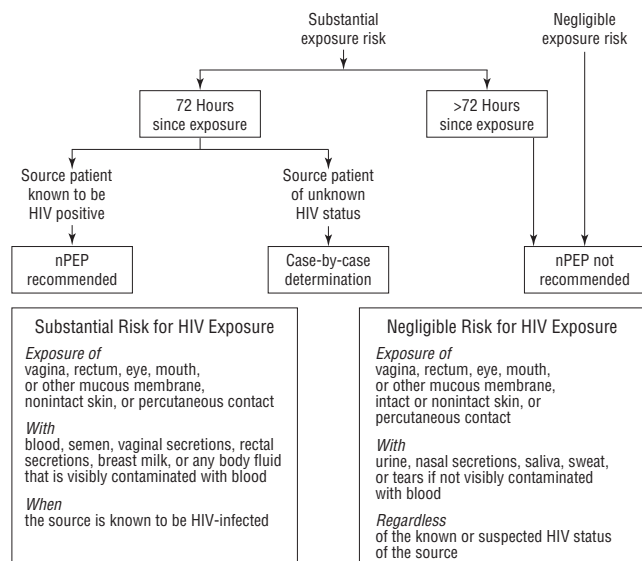 Substantial
exposure risk
Negligible
exposure risk
72 Hours
since exposure
>72 Hours
since exposure
Source patient
known to be
HIV positive
Source patient
of unknown
HIV status
nPEP
recommended
Case-by-case
determination
nPEP not
recommended
Substantial Risk for HIV Exposure
Exposure of
vagina, rectum, eye, mouth,
or other mucous membrane,
nonintact skin, or percutaneous contact
With
blood, semen, vaginal secretions, rectal
secretions, breast milk, or any body fluid
that is visibly contaminated with blood
When
the source is known to be HIV-infected
Negligible Risk for HIV Exposure
Exposure of
vagina, rectum, eye, mouth,
or other mucous membrane,
intact or nonintact skin, or
percutaneous contact
With
urine, nasal secretions, saliva, sweat,
or tears if not visibly contaminated
with blood
Regardless
of the known or suspected HIV status
of the source